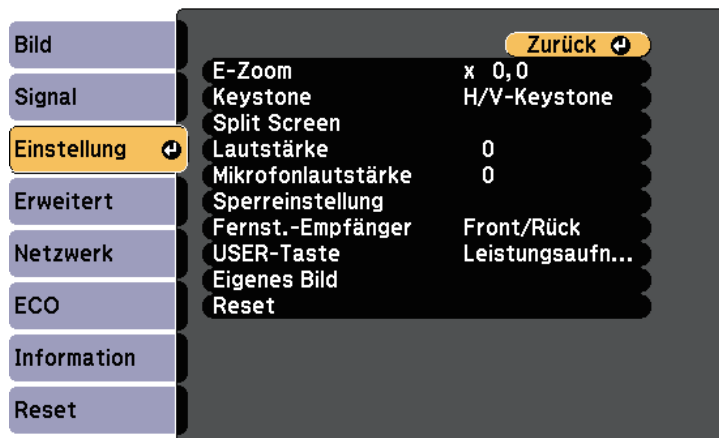 Bild
Signal
Einstellung
Erweitert
Netzwerk
ECO
Information
Reset
Zurück
E-Zoom x 0,0
Keystone H/V-Keystone
Split Screen
Lautstärke 0
Mikrofonlautstärke 0
Sperreinstellung
Fernst.-Empfänger Front/Rück
USER-Taste Leistungsaufn...
Eigenes Bild
Reset